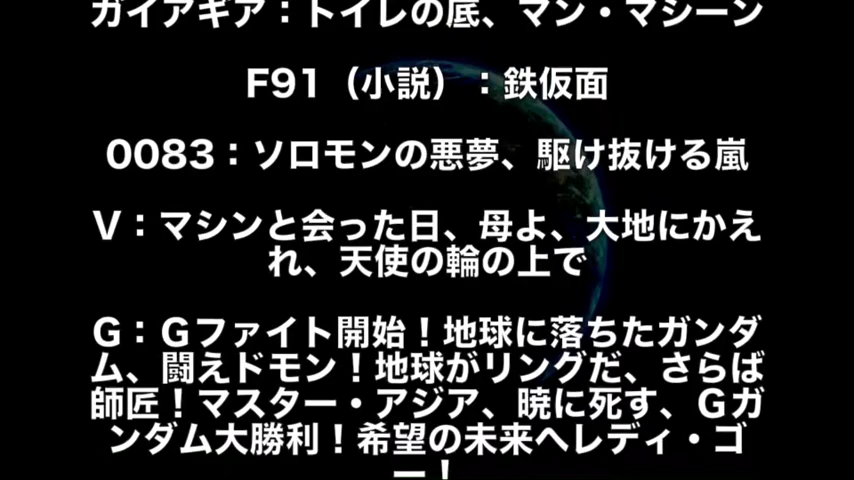 ガイアギア：トイレの底、マン・マシーン
F91（小説）：鉄仮面
0083：ソロモンの悪夢、駆け抜ける嵐
V：マシンと会った日、母よ、大地にかえ
れ、天使の輪の上で
G：Gファイト開始！地球に落ちたガンダ
ム、闘えドモン！地球がリングだ、さらば
師匠！マスター・アジア、暁に死す、Gガ
ンダム大勝利！希望の未来へレディ・ゴ
ー！